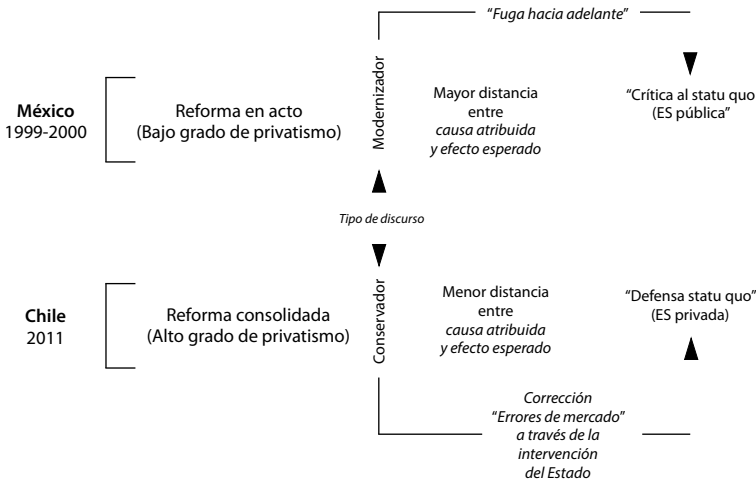 “Fuga hacia adelante”
México
1999-2000
Reforma en acto
(Bajo grado de privatismo)
Modernizador
Mayor distancia
entre
causa atribuida
y efecto esperado
“Crítica al statu quo
(ES pública”
Tipo de discurso
Chile
2011
Reforma consolidada
(Alto grado de privatismo)
Conservador
Menor distancia
entre
causa atribuida
y efecto esperado
“Defensa statu quo”
(ES privada)
Corrección
“Errores de mercado”
a través de la
intervención
del Estado